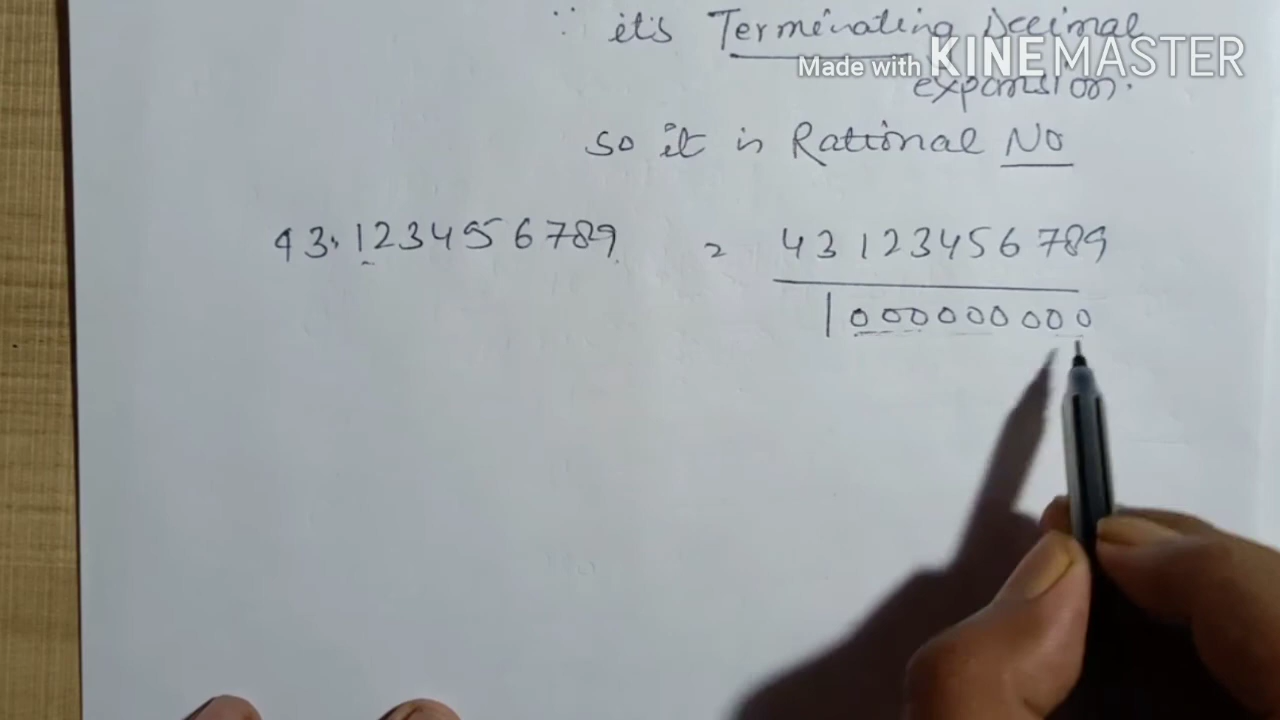 ∵ it's Terminating Decimal
Made with KINEMASTER
expansion.
so it is Rational No
43.123456789 = 43123456789
1000000000